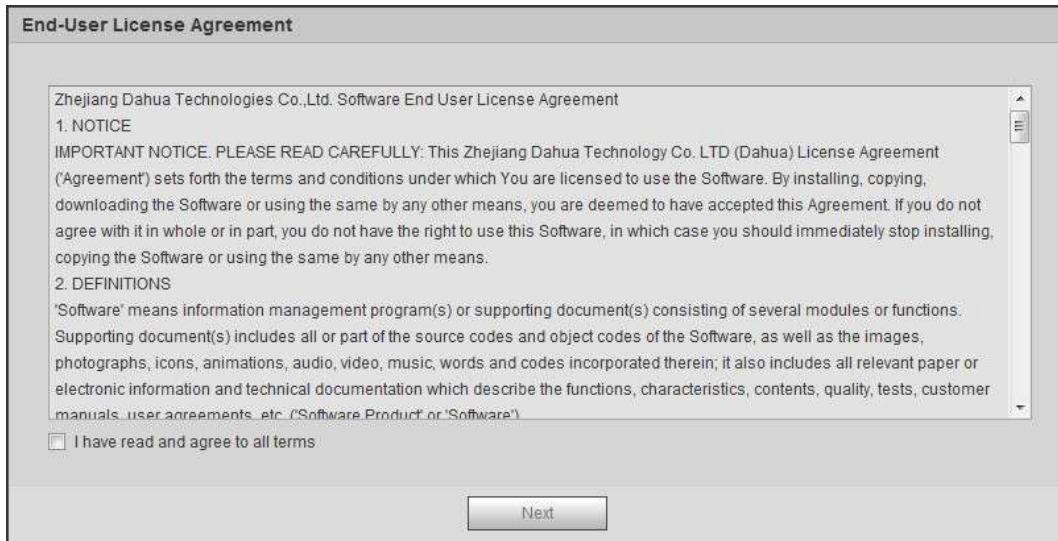 End-User License Agreement
Zhejiang Dahua Technologies Co.,Ltd. Software End User License Agreement
1. NOTICE
IMPORTANT NOTICE. PLEASE READ CAREFULLY: This Zhejiang Dahua Technology Co. LTD (Dahua) License Agreement
('Agreement') sets forth the terms and conditions under which You are licensed to use the Software. By installing, copying,
downloading the Software or using the same by any other means, you are deemed to have accepted this Agreement. If you do not
agree with it in whole or in part, you do not have the right to use this Software, in which case you should immediately stop installing,
copying the Software or using the same by any other means.
2. DEFINITIONS
'Software' means information management program(s) or supporting document(s) consisting of several modules or functions.
Supporting document(s) includes all or part of the source codes and object codes of the Software, as well as the images,
photographs, icons, animations, audio, video, music, words and codes incorporated therein; it also includes all relevant paper or
electronic information and technical documentation which describe the functions, characteristics, contents, quality, tests, customer
manuals, user agreements, etc. ('Software Product' or 'Software')
I have read and agree to all terms
Next